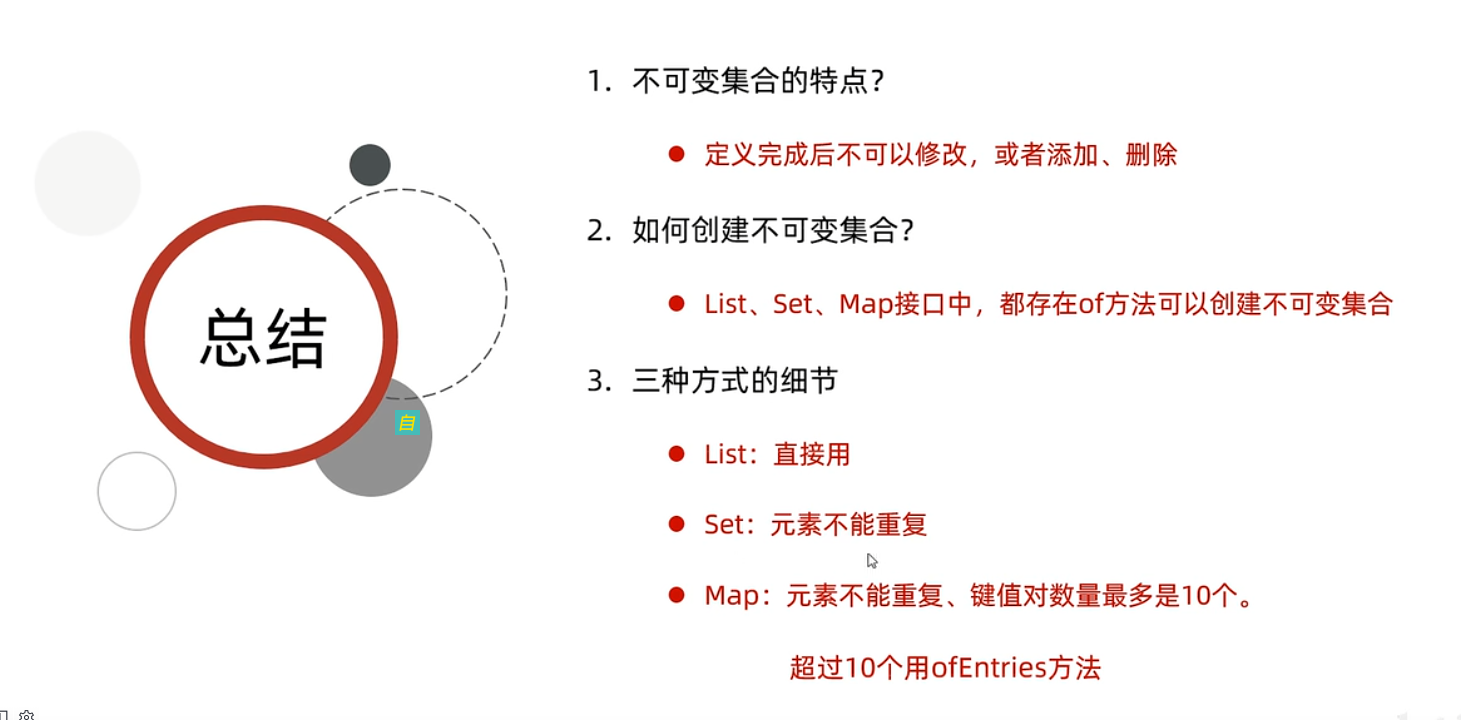 总结
自
1. 不可变集合的特点？
● 定义完成后不可以修改，或者添加、删除
2. 如何创建不可变集合？
● List、Set、Map接口中，都存在of方法可以创建不可变集合
3. 三种方式的细节
● List：直接用
● Set：元素不能重复
● Map：元素不能重复、键值对数量最多是10个。
超过10个用ofEntries方法